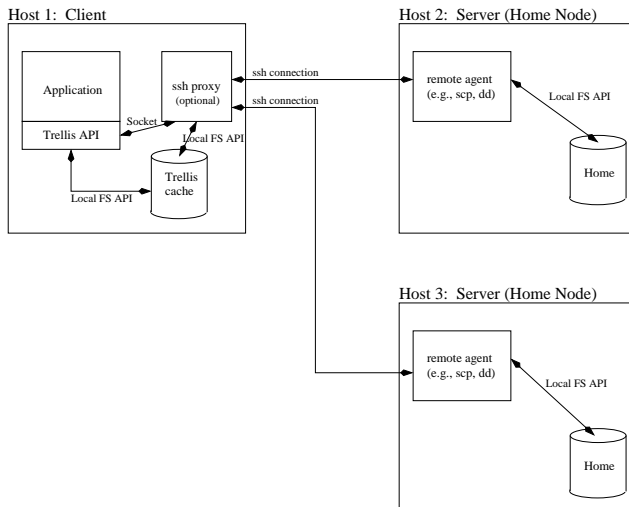 Host 1: Client
Application
Trellis API
ssh proxy
(optional)
Socket
Local FS API
Trellis
cache
Local FS API
ssh connection
ssh connection
Host 2: Server (Home Node)
remote agent
(e.g., scp, dd)
Local FS API
Home
Host 3: Server (Home Node)
remote agent
(e.g., scp, dd)
Local FS API
Home